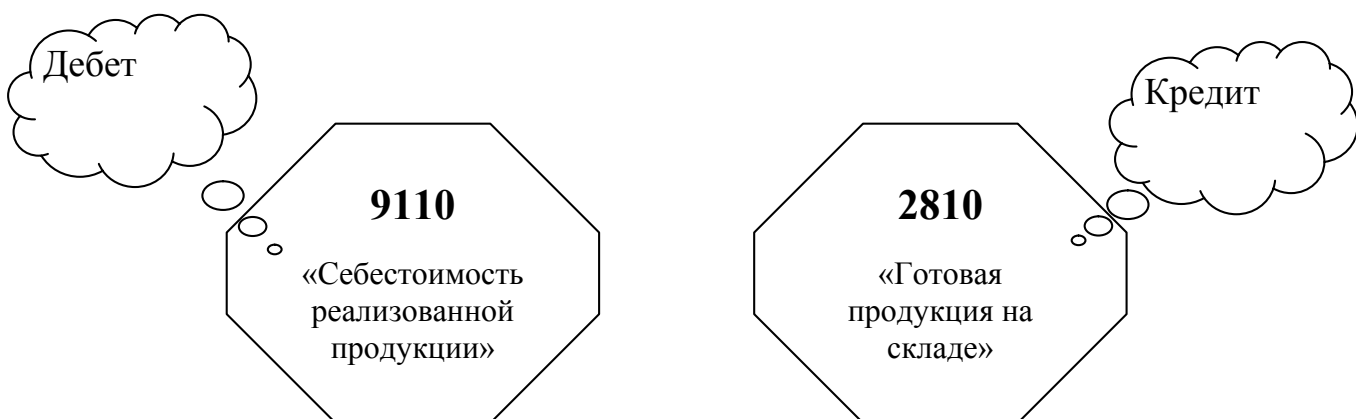 Дебет
Кредит
9110
«Себестоимость
реализованной
продукции»
2810
«Готовая
продукция на
складе»